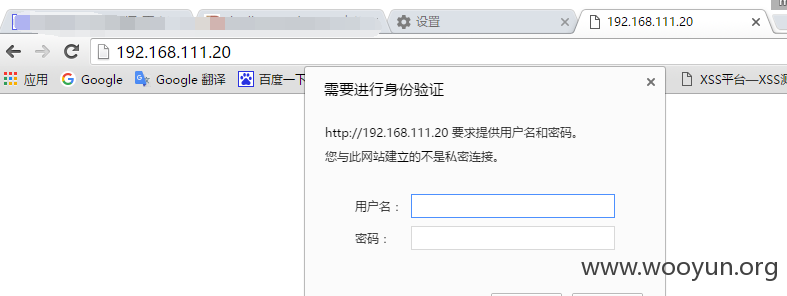 设置
192.168.111.20
192.168.111.20
应用 Google Google 翻译 百度一下 XSS平台—XSS
需要进行身份验证
http://192.168.111.20 要求提供用户名和密码。
您与此网站建立的不是私密连接。
用户名：
密码：
www.wooyun.org